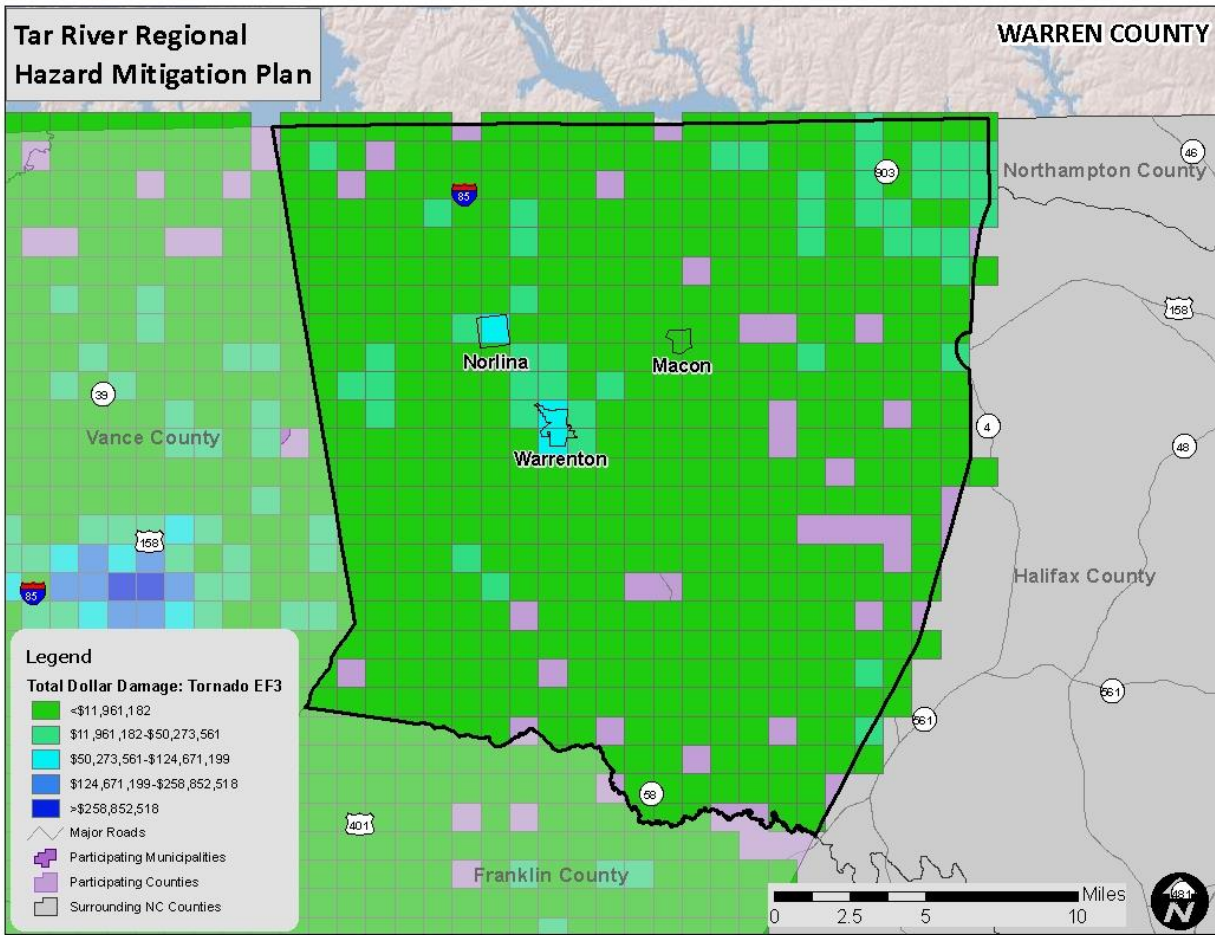 Tar River Regional
Hazard Mitigation Plan
WARREN COUNTY
46
Northampton County
903
85
158
Norlina
Macon
39
Vance County
4
48
Warrenton
158
85
Halifax County
Legend
Total Dollar Damage: Tornado EF3
<$11,961,182
$11,961,182-$50,273,561
$50,273,561-$124,671,199
$124,671,199-$258,852,518
>$258,852,518
Major Roads
Participating Municipalities
Participating Counties
Surrounding NC Counties
561
561
58
401
Franklin County
Miles
0 2.5 5 10
481
N